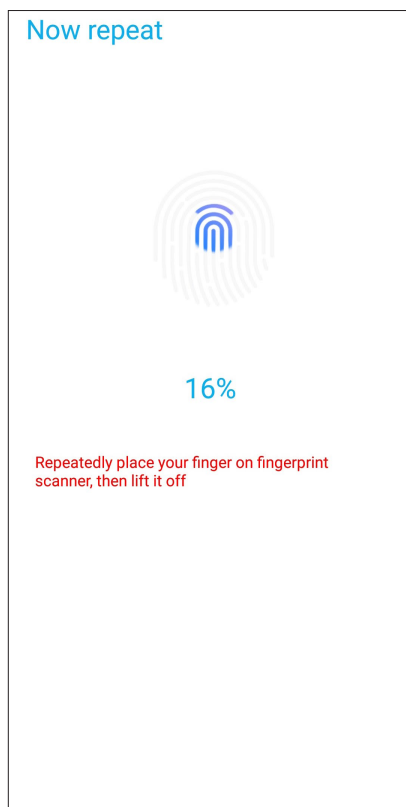 Now repeat
16%
Repeatedly place your finger on fingerprint
scanner, then lift it off